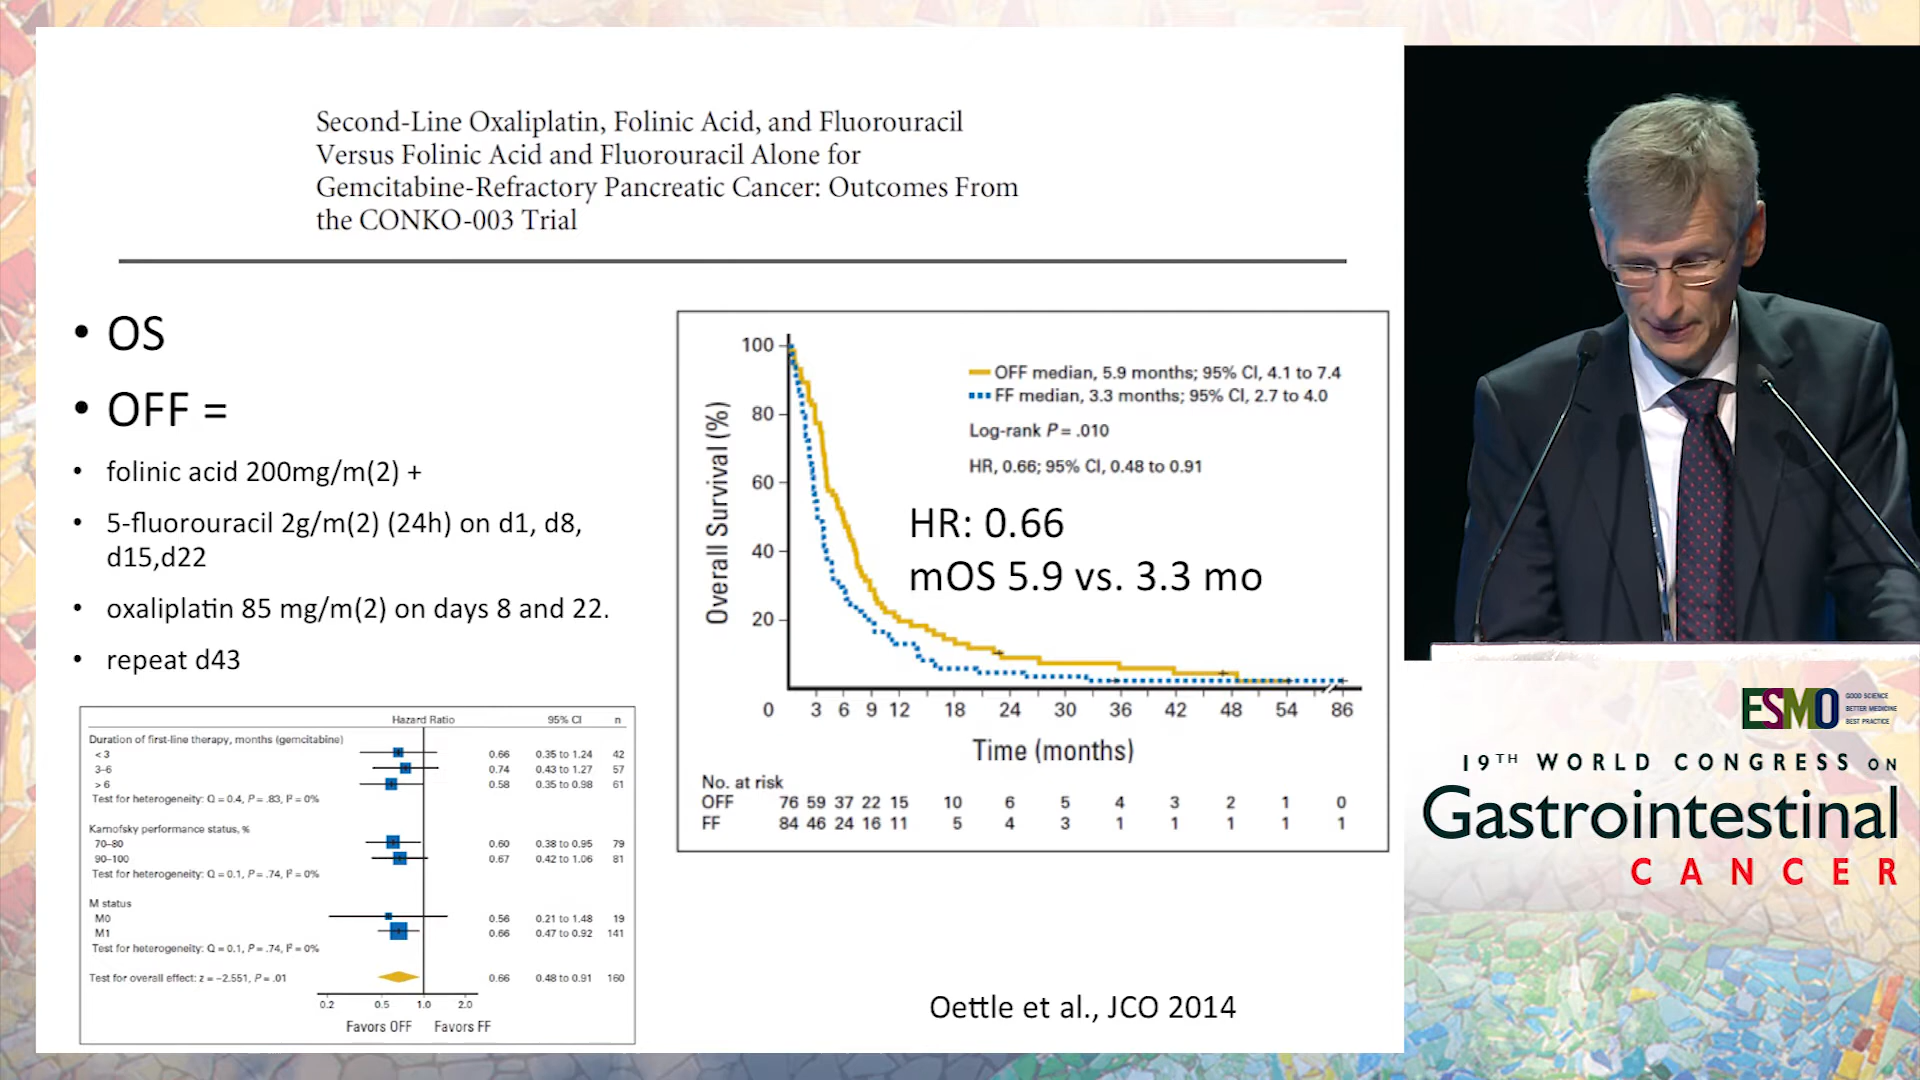 Second-Line Oxaliplatin, Folinic Acid, and Fluorouracil
Versus Folinic Acid and Fluorouracil Alone for
Gemcitabine-Refractory Pancreatic Cancer: Outcomes From
the CONKO-003 Trial
• OS
• OFF =
• folinic acid 200mg/m(2) +
• 5-fluorouracil 2g/m(2) (24h) on d1, d8,
d15,d22
• oxaliplatin 85 mg/m(2) on days 8 and 22.
• repeat d43
Hazard Ratio 95% CI n
Duration of first-line therapy, months (gemcitabine)
< 3 0.66 0.35 to 1.24 42
3–6 0.74 0.43 to 1.27 57
> 6 0.58 0.35 to 0.98 61
Test for heterogeneity: Q = 0.4, P = .83, I² = 0%
Karnofsky performance status, %
70–80 0.60 0.38 to 0.95 79
90–100 0.67 0.42 to 1.06 81
Test for heterogeneity: Q = 0.1, P = .74, I² = 0%
M status
M0 0.56 0.21 to 1.48 19
M1 0.66 0.47 to 0.92 141
Test for heterogeneity: Q = 0.1, P = .74, I² = 0%
Test for overall effect: z = –2.551, P = .01 0.66 0.48 to 0.91 160
0.2 0.5 1.0 2.0
Favors OFF Favors FF
Overall Survival (%)
100
80
60
40
20
OFF median, 5.9 months; 95% CI, 4.1 to 7.4
FF median, 3.3 months; 95% CI, 2.7 to 4.0
Log-rank P = .010
HR, 0.66; 95% CI, 0.48 to 0.91
HR: 0.66
mOS 5.9 vs. 3.3 mo
0 3 6 9 12 18 24 30 36 42 48 54 86
Time (months)
No. at risk
OFF 76 59 37 22 15 10 6 5 4 3 2 1 0
FF 84 46 24 16 11 5 4 3 1 1 1 1 1
Oettle et al., JCO 2014
ESMO
GOOD SCIENCE
BETTER MEDICINE
BEST PRACTICE
19TH WORLD CONGRESS ON
Gastrointestinal
CANCER